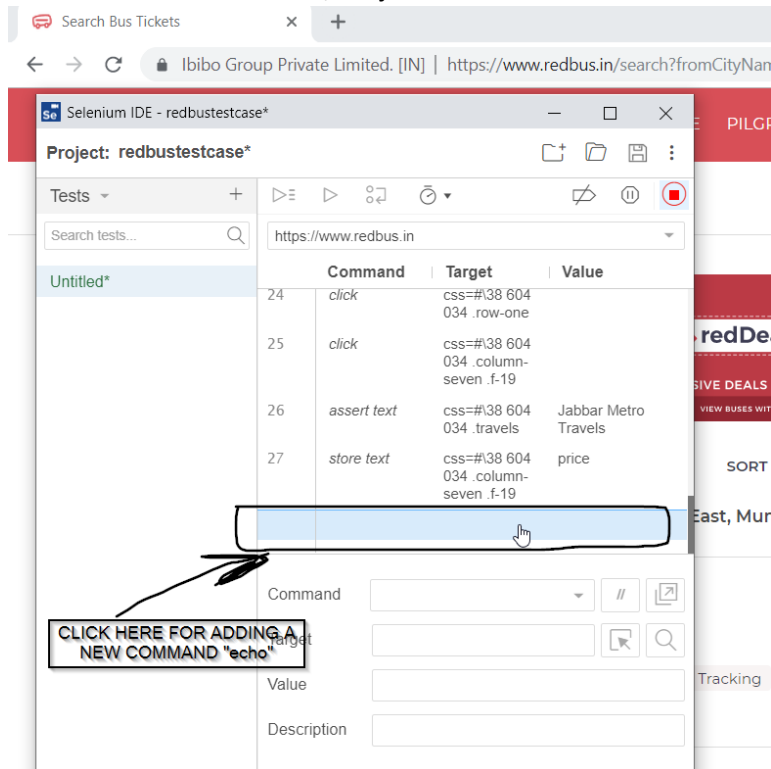 Search Bus Tickets
Ibibo Group Private Limited. [IN] | https://www.redbus.in/search?fromCityNam
Se Selenium IDE - redbustestcase*
PILGR
Project: redbustestcase*
Tests
Search tests...
https://www.redbus.in
Untitled*
Command Target Value
24 click css=#\38 604
034 .row-one
25 click css=#\38 604
034 .column-
seven .f-19
26 assert text css=#\38 604 Jabbar Metro
034 .travels Travels
27 store text css=#\38 604 price
034 .column-
seven .f-19
redDea
SIVE DEALS
VIEW BUSES WIT
SORT
East, Mum
Command
//
CLICK HERE FOR ADDING A
NEW COMMAND "echo"
Target
Value
Description
Tracking